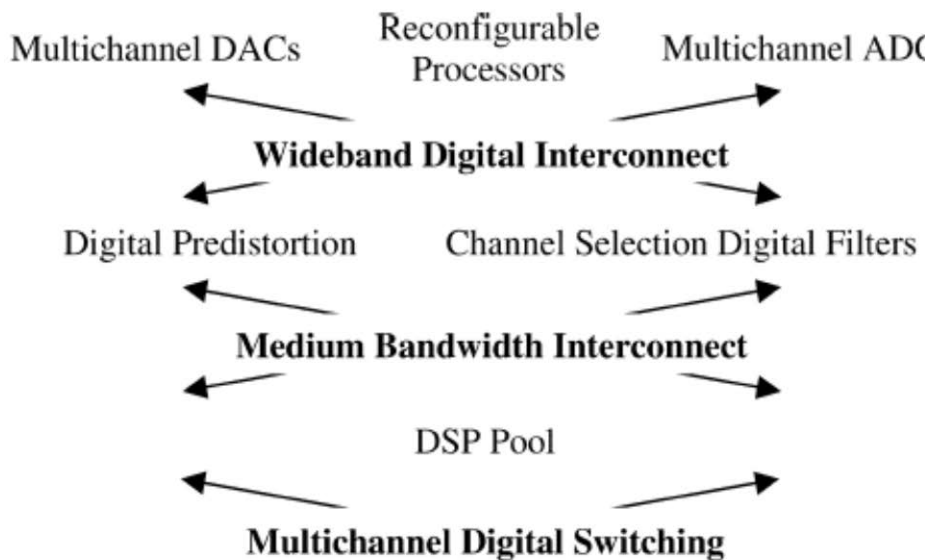 Multichannel DACs
Reconfigurable
Processors
Multichannel ADC
Wideband Digital Interconnect
Digital Predistortion
Channel Selection Digital Filters
Medium Bandwidth Interconnect
DSP Pool
Multichannel Digital Switching